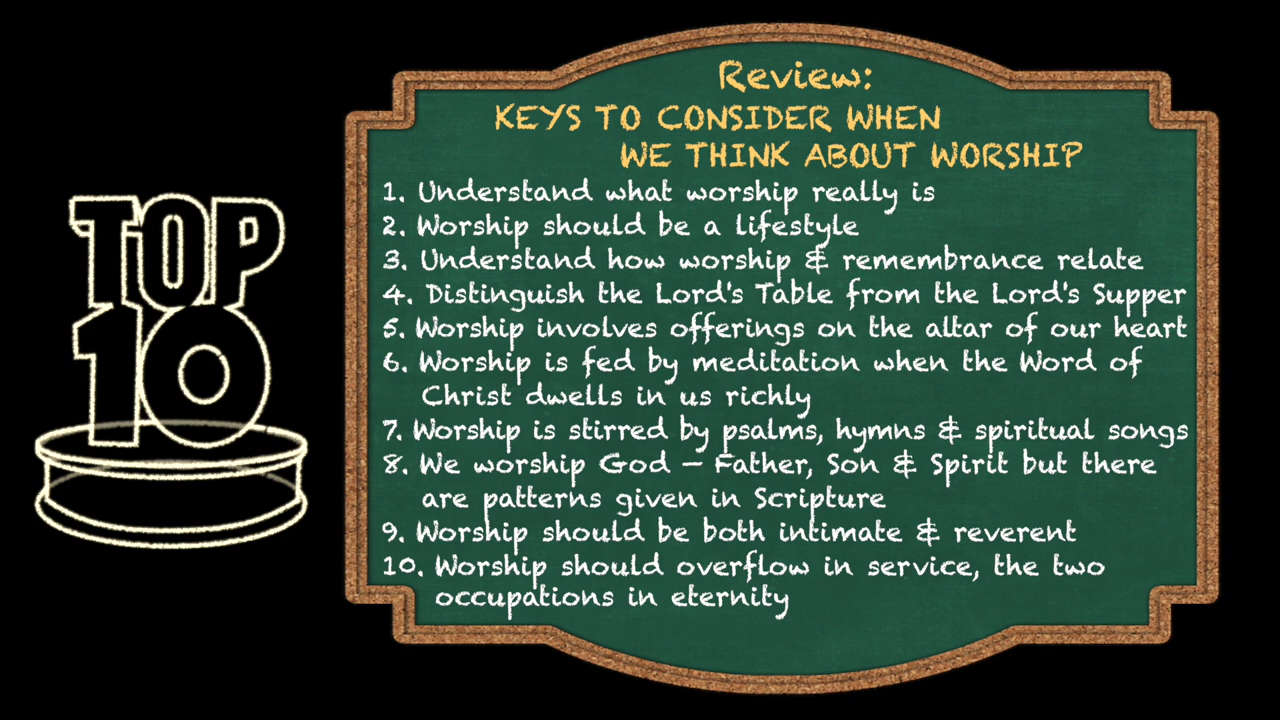 TOP
10
Review:
KEYS TO CONSIDER WHEN
WE THINK ABOUT WORSHIP
1. Understand what worship really is
2. Worship should be a lifestyle
3. Understand how worship & remembrance relate
4. Distinguish the Lord's Table from the Lord's Supper
5. Worship involves offerings on the altar of our heart
6. Worship is fed by meditation when the Word of
Christ dwells in us richly
7. Worship is stirred by psalms, hymns & spiritual songs
8. We worship God – Father, Son & Spirit but there
are patterns given in Scripture
9. Worship should be both intimate & reverent
10. Worship should overflow in service, the two
occupations in eternity